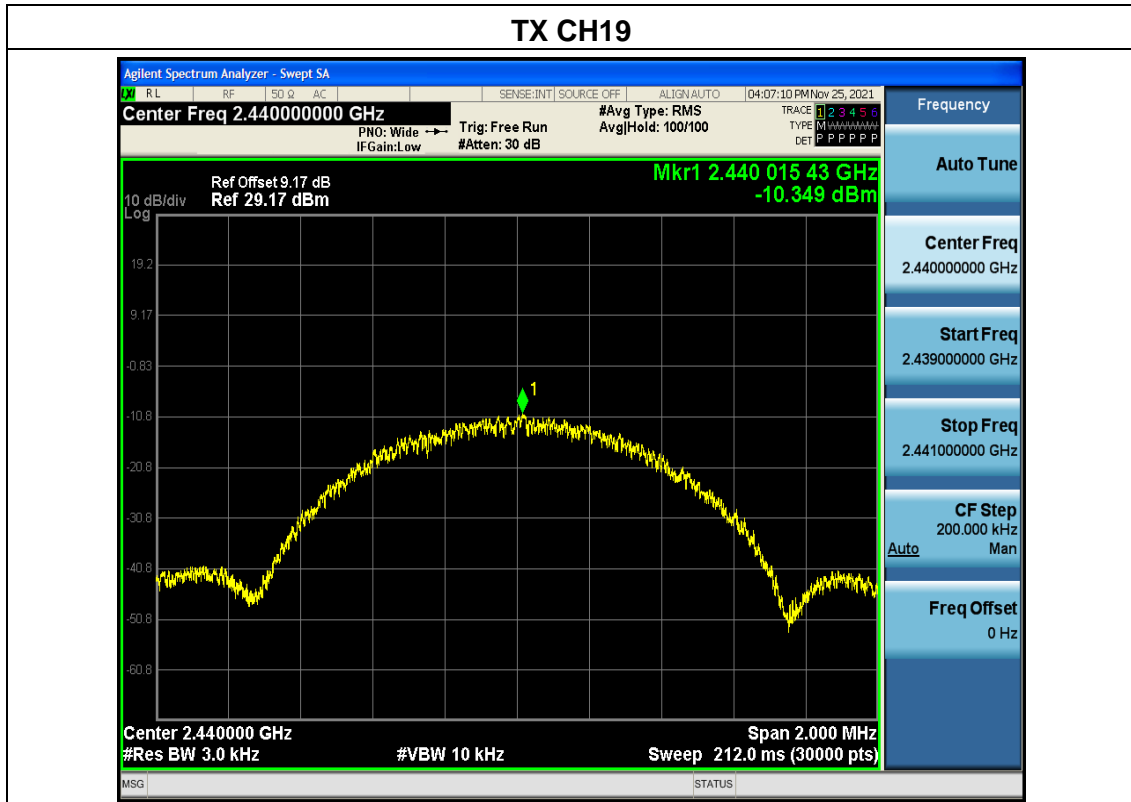 TX CH19
Agilent Spectrum Analyzer - Swept SA
LXI RL RF 50 Ω AC SENSE:INT SOURCE OFF ALIGN AUTO 04:07:10 PM Nov 25, 2021
Center Freq 2.440000000 GHz
PNO: Wide
IFGain:Low
Trig: Free Run
#Atten: 30 dB
#Avg Type: RMS
Avg|Hold: 100/100
TRACE 1 2 3 4 5 6
TYPE M WWWWW
DET P P P P P P
Ref Offset 9.17 dB
10 dB/div Ref 29.17 dBm
Log
Mkr1 2.440 015 43 GHz
-10.349 dBm
19.2
9.17
-0.83
-10.8
-20.8
-30.8
-40.8
-50.8
-60.8
1
Center 2.440000 GHz Span 2.000 MHz
#Res BW 3.0 kHz #VBW 10 kHz Sweep 212.0 ms (30000 pts)
MSG STATUS
Frequency
Auto Tune
Center Freq
2.440000000 GHz
Start Freq
2.439000000 GHz
Stop Freq
2.441000000 GHz
CF Step
200.000 kHz
Auto Man
Freq Offset
0 Hz